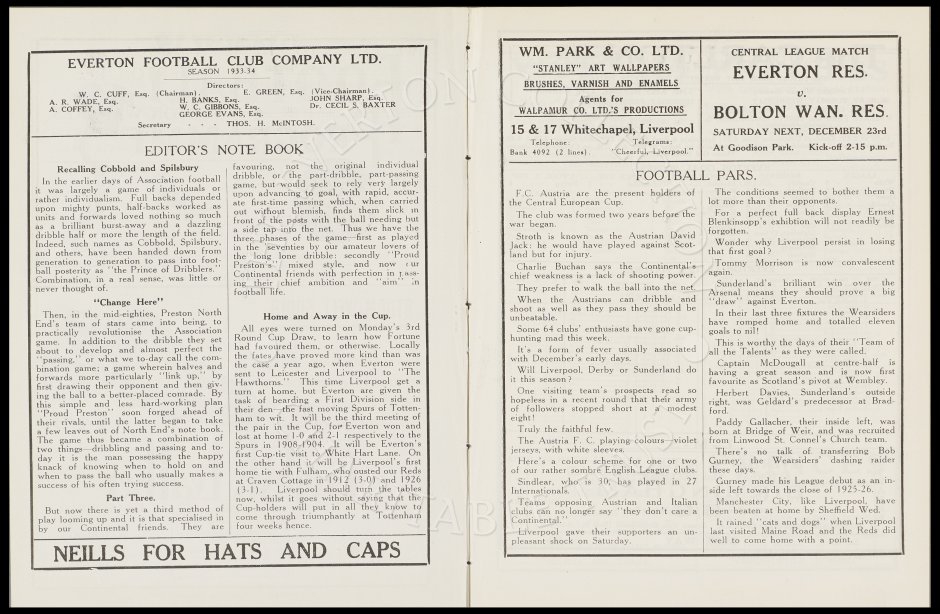 EVERTON FOOTBALL CLUB COMPANY LTD.
SEASON 1933-34
Directors:
W. C. CUFF, Esq. (Chairman). E. GREEN, Esq. (Vice-Chairman).
A. R. WADE, Esq. H. BANKS, Esq. JOHN SHARP, Esq.
A. COFFEY, Esq. W. C. GIBBONS, Esq. Dr. CECIL S. BAXTER
GEORGE EVANS, Esq.
Secretary - - - THOS. H. McINTOSH.
EDITOR'S NOTE BOOK
Recalling Cobbold and Spilsbury
In the earlier days of Association football
it was largely a game of individuals or
rather individualism. Full backs depended
upon mighty punts, half-backs worked as
units and forwards loved nothing so much
as a brilliant burst-away and a dazzling
dribble half or more the length of the field.
Indeed, such names as Cobbold, Spilsbury,
and others, have been handed down from
generation to generation to pass into foot-
ball posterity as "the Prince of Dribblers."
Combination, in a real sense, was little or
never thought of.
"Change Here"
Then, in the mid-eighties, Preston North
End's team of stars came into being, to
practically revolutionise the Association
game. In addition to the dribble they set
about to develop and almost perfect the
"passing," or what we to-day call the com-
bination game; a game wherein halves and
forwards more particularly "link up," by
first drawing their opponent and then giv-
ing the ball to a better-placed comrade. By
this simple and less hard-working plan
"Proud Preston" soon forged ahead of
their rivals, until the latter began to take
a few leaves out of North End's note book.
The game thus became a combination of
two things—dribbling and passing and to-
day it is the man possessing the happy
knack of knowing when to hold on and
when to pass the ball who usually makes a
success of his often trying success.
Part Three.
But now there is yet a third method of
play looming up and it is that specialised in
by our Continental friends. They are
favouring, not the original individual
dribble, or the part-dribble, part-passing
game, but would seek to rely very largely
upon advancing to goal, with rapid, accur-
ate first-time passing which, when carried
out without blemish, finds them slick in
front of the posts with the ball needing but
a side tap into the net. Thus we have the
three phases of the game—first as played
in the 'seventies by our amateur lovers of
the long lone dribble; secondly "Proud
Preston's" mixed style, and now our
Continental friends with perfection in pass-
ing their chief ambition and "aim" in
football life.
Home and Away in the Cup.
All eyes were turned on Monday's 3rd
Round Cup Draw, to learn how Fortune
had favoured them, or otherwise. Locally
the fates have proved more kind than was
the case a year ago, when Everton were
sent to Leicester and Liverpool to "The
Hawthorns." This time Liverpool get a
turn at home, but Everton are given the
task of bearding a First Division side in
their den—the fast moving Spurs of Totten-
ham to wit. It will be the third meeting of
the pair in the Cup, for Everton won and
lost at home 1-0 and 2-1 respectively to the
Spurs in 1908-1904. It will be Everton's
first Cup-tie visit to White Hart Lane. On
the other hand it will be Liverpool's first
home tie with Fulham, who ousted our Reds
at Craven Cottage in 1912 (3-0) and 1926
(3-1). Liverpool should turn the tables
now, whilst it goes without saying that the
Cup-holders will put in all they know to
come through triumphantly at Tottenham
four weeks hence.
NEILLS FOR HATS AND CAPS
WM. PARK & CO. LTD.
"STANLEY" ART WALLPAPERS
BRUSHES, VARNISH AND ENAMELS
Agents for
WALPAMUR CO. LTD.'S PRODUCTIONS
15 & 17 Whitechapel, Liverpool
Telephone: Telegrams:
Bank 4092 (2 lines). "Cheerful, Liverpool."
CENTRAL LEAGUE MATCH
EVERTON RES.
v.
BOLTON WAN. RES.
SATURDAY NEXT, DECEMBER 23rd
At Goodison Park. Kick-off 2-15 p.m.
FOOTBALL PARS.
F.C. Austria are the present holders of
the Central European Cup.
The club was formed two years before the
war began.
Stroth is known as the Austrian David
Jack: he would have played against Scot-
land but for injury.
Charlie Buchan says the Continental's
chief weakness is a lack of shooting power.
They prefer to walk the ball into the net.
When the Austrians can dribble and
shoot as well as they pass they should be
unbeatable.
Some 64 clubs' enthusiasts have gone cup-
hunting mad this week.
It's a form of fever usually associated
with December's early days.
Will Liverpool, Derby or Sunderland do
it this season?
One visiting team's prospects read so
hopeless in a recent round that their army
of followers stopped short at a modest
eight!
Truly the faithful few.
The Austria F. C. playing colours—violet
jerseys, with white sleeves.
Here's a colour scheme for one or two
of our rather sombre English League clubs.
Sindlear, who is 30, has played in 27
Internationals.
Teams opposing Austrian and Italian
clubs can no longer say "they don't care a
Continental."
Liverpool gave their supporters an un-
pleasant shock on Saturday.
The conditions seemed to bother them a
lot more than their opponents.
For a perfect full back display Ernest
Blenkinsopp's exhibition will not readily be
forgotten.
Wonder why Liverpool persist in losing
that first goal?
Tommy Morrison is now convalescent
again.
Sunderland's brilliant win over the
Arsenal means they should prove a big
"draw" against Everton.
In their last three fixtures the Wearsiders
have romped home and totalled eleven
goals to nil!
This is worthy the days of their "Team of
all the Talents" as they were called.
Captain McDougall at centre-half is
having a great season and is now first
favourite as Scotland's pivot at Wembley.
Herbert Davies, Sunderland's outside
right, was Geldard's predecessor at Brad-
ford.
Paddy Gallacher, their inside left, was
born at Bridge of Weir, and was recruited
from Linwood St. Connel's Church team.
There's no talk of transferring Bob
Gurney, the Wearsiders' dashing raider
these days.
Gurney made his League debut as an in-
side left towards the close of 1925-26.
Manchester City, like Liverpool, have
been beaten at home by Sheffield Wed.
It rained "cats and dogs" when Liverpool
last visited Maine Road and the Reds did
well to come home with a point.